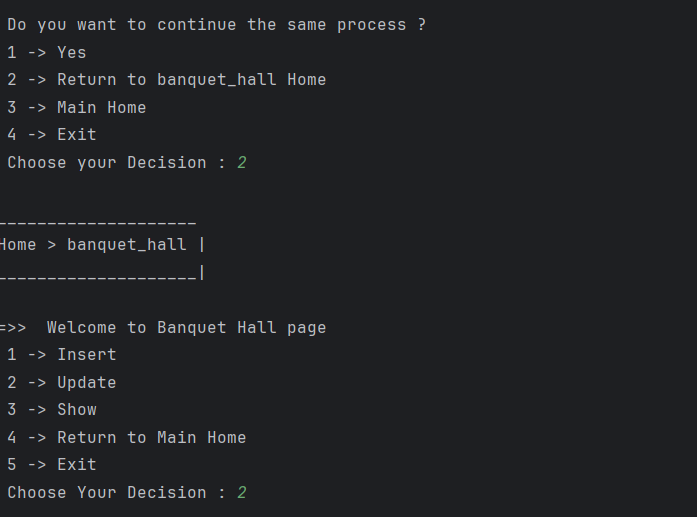 Do you want to continue the same process ?
1 -> Yes
2 -> Return to banquet_hall Home
3 -> Main Home
4 -> Exit
Choose your Decision : 2
____________________
Home > banquet_hall |
____________________|
=>>  Welcome to Banquet Hall page
1 -> Insert
2 -> Update
3 -> Show
4 -> Return to Main Home
5 -> Exit
Choose Your Decision : 2